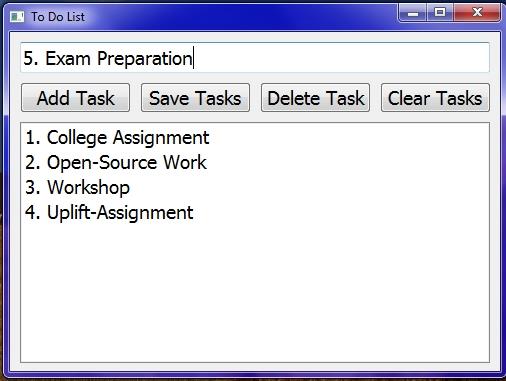 To Do List
5. Exam Preparation
Add Task Save Tasks Delete Task Clear Tasks
1. College Assignment
2. Open-Source Work
3. Workshop
4. Uplift-Assignment